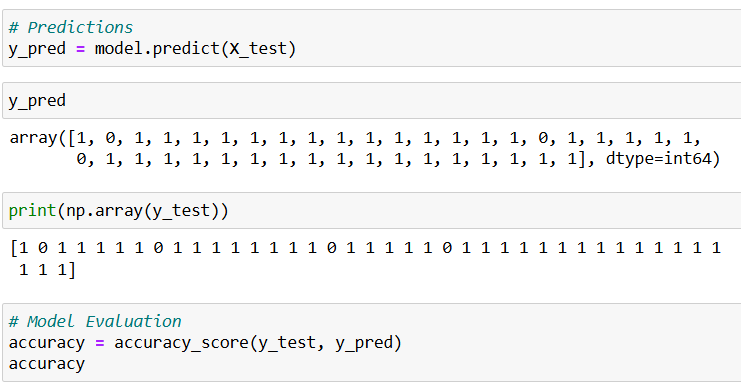 # Predictions
y_pred = model.predict(X_test)
y_pred
array([1, 0, 1, 1, 1, 1, 1, 1, 1, 1, 1, 1, 1, 1, 1, 1, 0, 1, 1, 1, 1, 1,
0, 1, 1, 1, 1, 1, 1, 1, 1, 1, 1, 1, 1, 1, 1, 1, 1, 1], dtype=int64)
print(np.array(y_test))
[1 0 1 1 1 1 1 0 1 1 1 1 1 1 1 1 0 1 1 1 1 1 0 1 1 1 1 1 1 1 1 1 1 1 1 1 1
1 1 1]
# Model Evaluation
accuracy = accuracy_score(y_test, y_pred)
accuracy